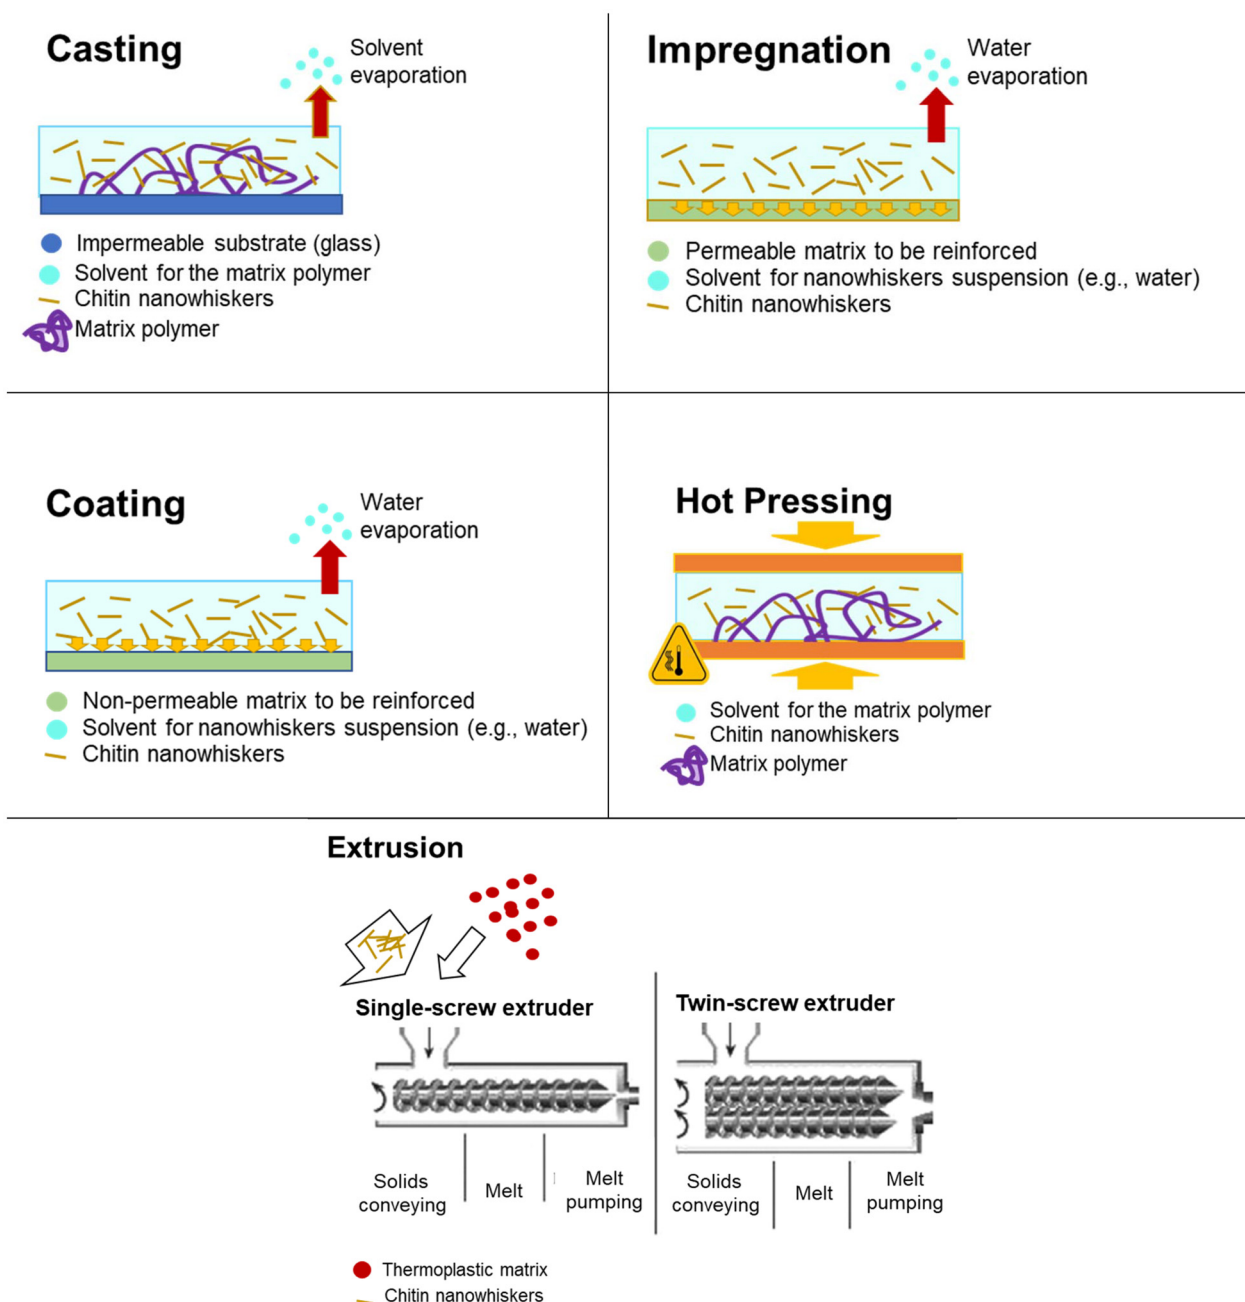 Casting
Solvent
evaporation
Impermeable substrate (glass)
Solvent for the matrix polymer
Chitin nanowhiskers
Matrix polymer
Impregnation
Water
evaporation
Permeable matrix to be reinforced
Solvent for nanowhiskers suspension (e.g., water)
Chitin nanowhiskers
Coating
Water
evaporation
Non-permeable matrix to be reinforced
Solvent for nanowhiskers suspension (e.g., water)
Chitin nanowhiskers
Hot Pressing
Solvent for the matrix polymer
Chitin nanowhiskers
Matrix polymer
Extrusion
Single-screw extruder
Solids
conveying
Melt
Melt
pumping
Twin-screw extruder
Solids
conveying
Melt
Melt
pumping
Thermoplastic matrix
Chitin nanowhiskers